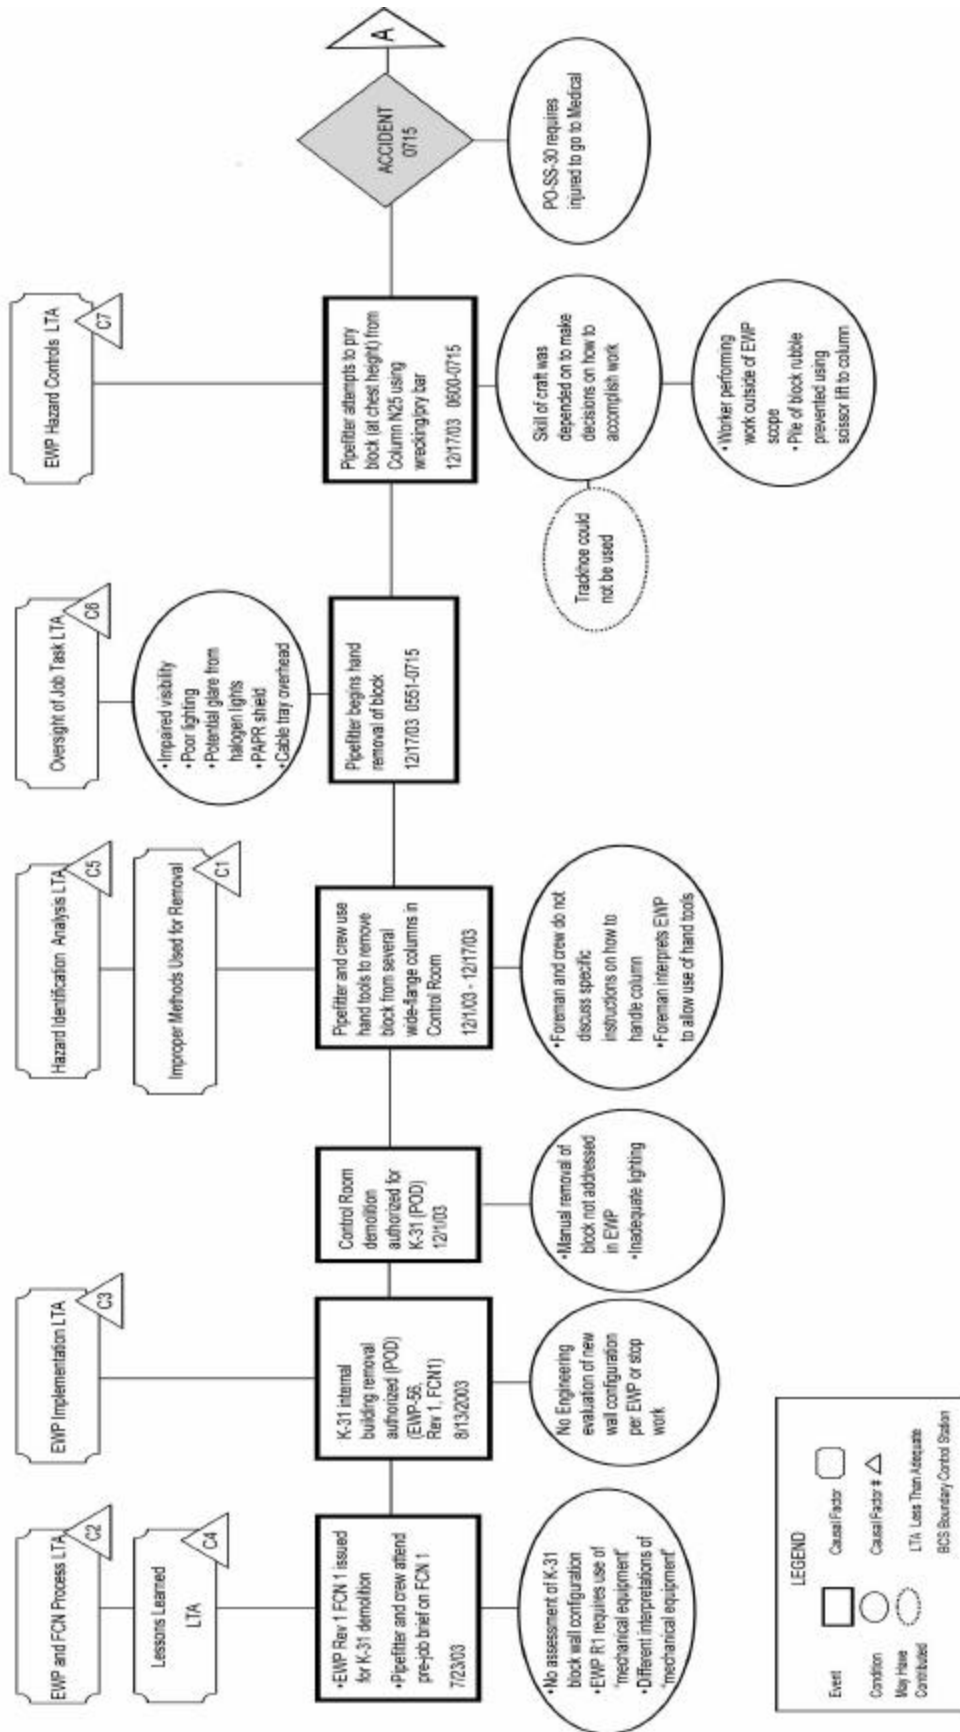 EWP and FCN Process LTA
C2
Lessons Learned
LTA
C4
•EWP Rev 1 FCN 1 issued
for K-31 demolition
•Pipefitter and crew attend
pre-job brief on FCN 1
7/23/03
•No assessment of K-31
block wall configuration
•EWP R1 requires use of
"mechanical equipment"
•Different interpretations of
"mechanical equipment"
EWP Implementation LTA
C3
K-31 internal
building removal
authorized (POD)
(EWP-56,
Rev 1, FCN1)
8/13/2003
No Engineering
evaluation of new
wall configuration
per EWP or stop
work
Control Room
demolition
authorized for
K-31 (POD)
12/1/03
•Manual removal of
block not addressed
in EWP
•Inadequate lighting
Hazard Identification Analysis LTA
C5
Improper Methods Used for Removal
C1
Pipefitter and crew use
hand tools to remove
block from several
wide-flange columns in
Control Room
12/1/03 - 12/17/03
•Foreman and crew do not
discuss specific
instructions on how to
handle column
•Foreman interprets EWP
to allow use of hand tools
Oversight of Job Task LTA
C6
•Impaired visibility
•Poor lighting
•Potential glare from
halogen lights
•PAPR shield
•Cable tray overhead
Pipefitter begins hand
removal of block
12/17/03 0551-0715
EWP Hazard Controls LTA
C7
Pipefitter attempts to pry
block (at chest height) from
Column N25 using
wrecking/pry bar
12/17/03 0600-0715
Skill of craft was
depended on to make
decisions on how to
accomplish work
Trackhoe could
not be used
•Worker performing
work outside of EWP
scope
•Pile of block rubble
prevented using
scissor lift to column
ACCIDENT
0715
A
PO-SS-30 requires
injured to go to Medical
LEGEND
Event
Causal Factor
Condition
Causal Factor #
May Have
Contributed
LTA Less Than Adequate
BCS Boundary Control Station